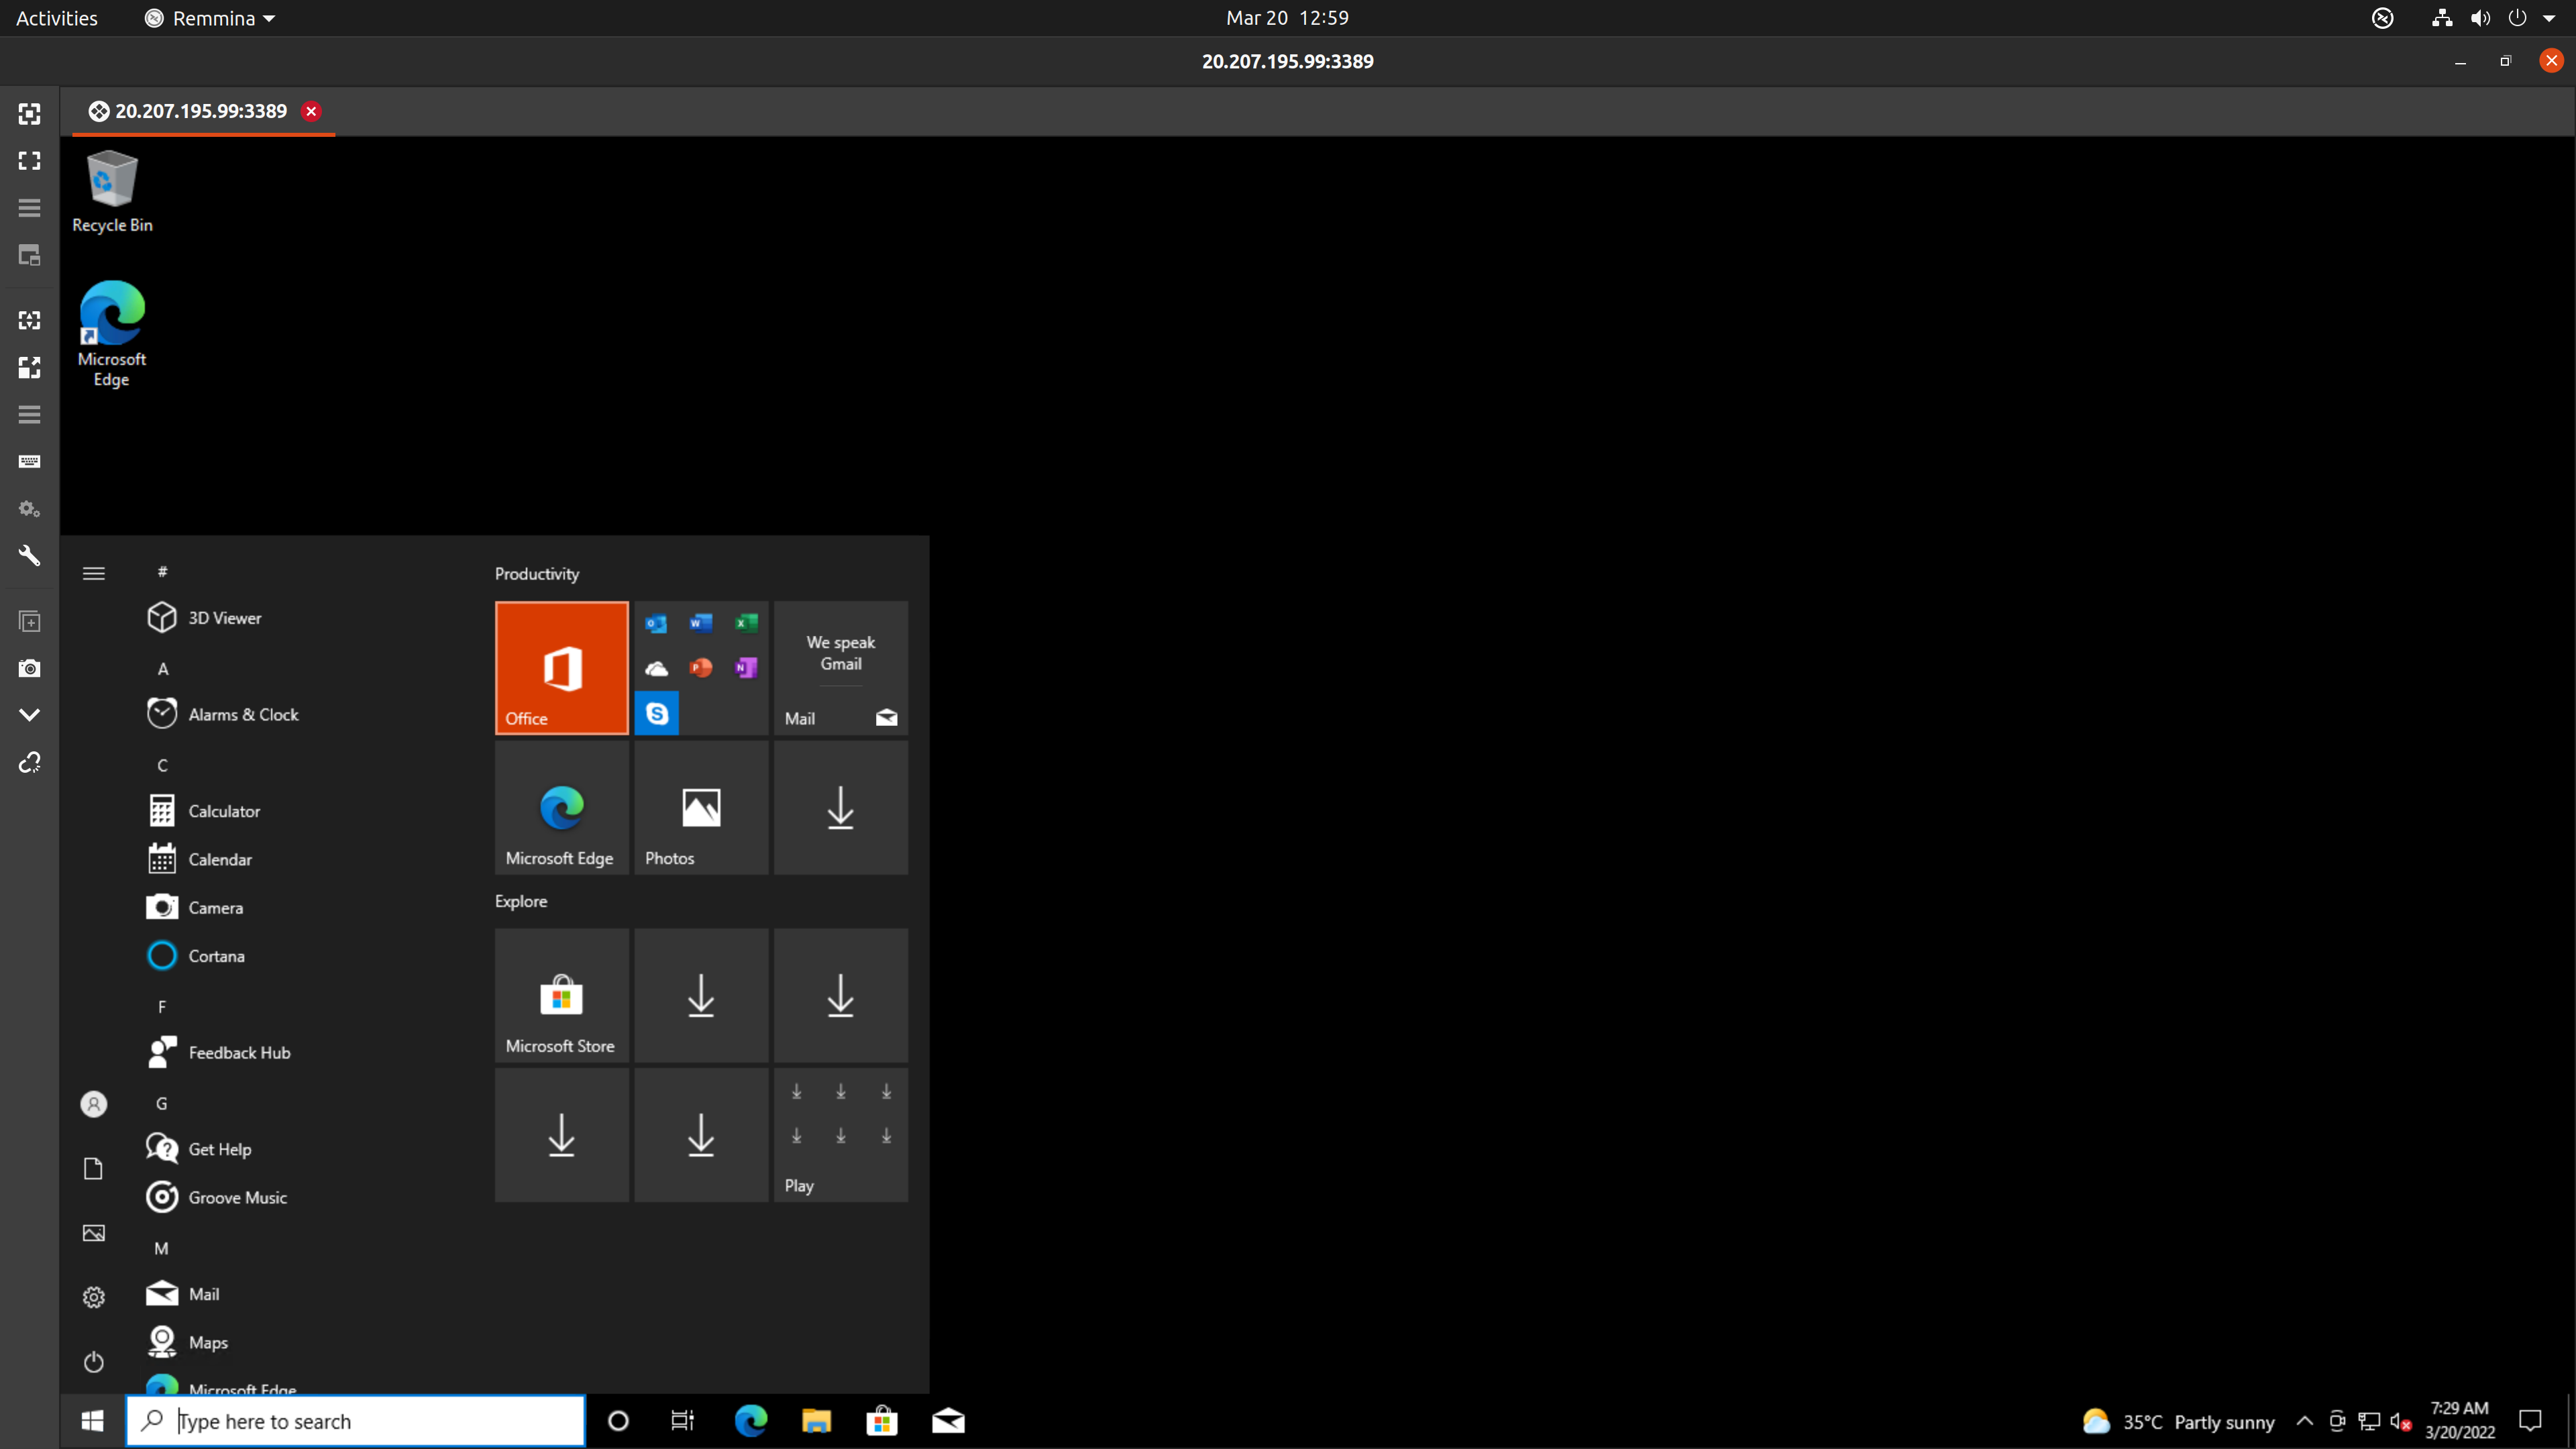 Activities
Remmina
Mar 20 12:59
20.207.195.99:3389
20.207.195.99:3389
Recycle Bin
Microsoft
Edge
#
3D Viewer
A
Alarms & Clock
C
Calculator
Calendar
Camera
Cortana
F
Feedback Hub
G
Get Help
Groove Music
M
Mail
Maps
Microsoft Edge
Productivity
Office
We speak
Gmail
Mail
Microsoft Edge
Photos
Explore
Microsoft Store
Play
Type here to search
35°C Partly sunny
7:29 AM
3/20/2022